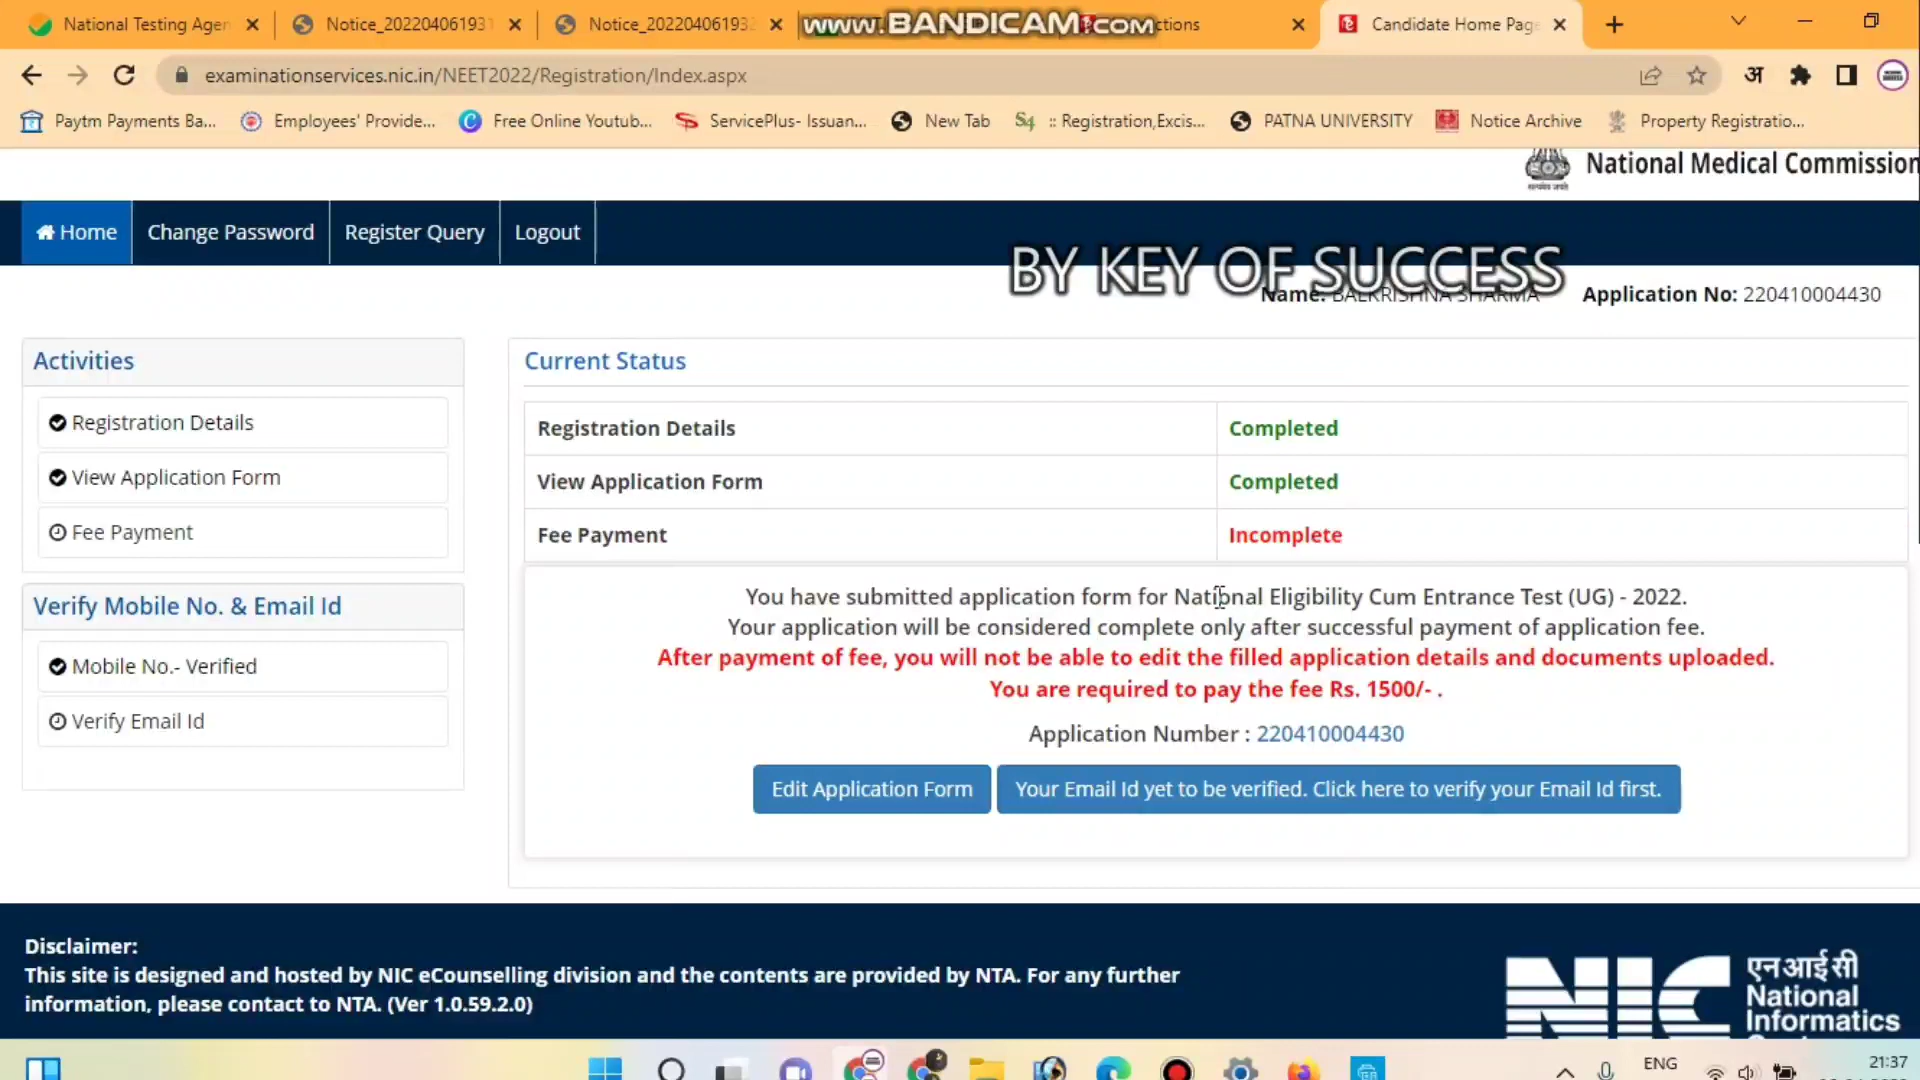 National Testing Agen
Notice_20220406193
Notice_20220406193
www.BANDICAM.com
ctions
Candidate Home Pag
examinationservices.nic.in/NEET2022/Registration/Index.aspx
अ
Paytm Payments Ba...
Employees' Provide...
Free Online Youtub...
ServicePlus- Issuan...
New Tab
:: Registration,Excis...
PATNA UNIVERSITY
Notice Archive
Property Registratio...
National Medical Commission
Home
Change Password
Register Query
Logout
BY KEY OF SUCCESS
Name: BALKRISHNA SHARMA
Application No: 220410004430
Activities
Registration Details
View Application Form
Fee Payment
Verify Mobile No. & Email Id
Mobile No.- Verified
Verify Email Id
Current Status
Registration Details Completed
View Application Form Completed
Fee Payment Incomplete
You have submitted application form for National Eligibility Cum Entrance Test (UG) - 2022.
Your application will be considered complete only after successful payment of application fee.
After payment of fee, you will not be able to edit the filled application details and documents uploaded.
You are required to pay the fee Rs. 1500/- .
Application Number : 220410004430
Edit Application Form
Your Email Id yet to be verified. Click here to verify your Email Id first.
Disclaimer:
This site is designed and hosted by NIC eCounselling division and the contents are provided by NTA. For any further
information, please contact to NTA. (Ver 1.0.59.2.0)
NIC
एनआईसी
National
Informatics
ENG
21:37